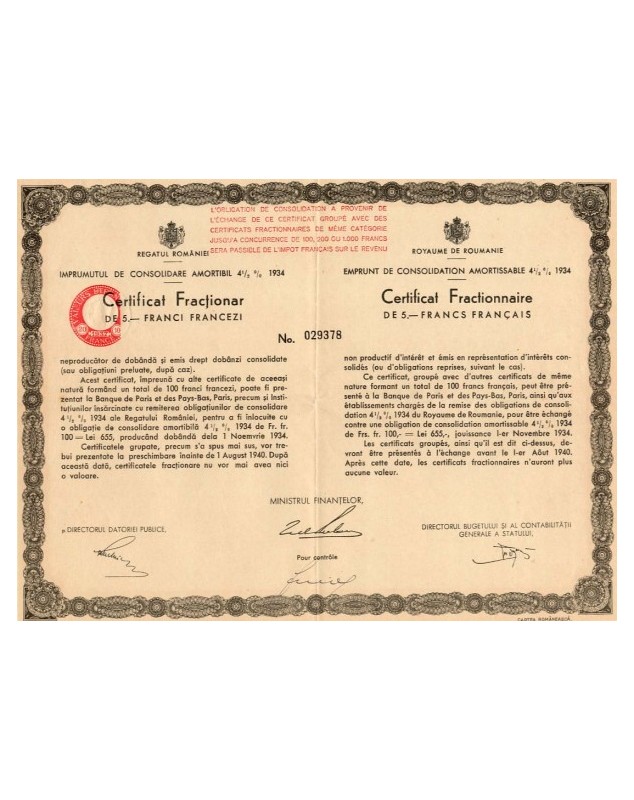 L'OBLIGATION DE CONSOLIDATION A PROVENIR DE
L'ÉCHANGE DE CE CERTIFICAT GROUPÉ AVEC DES
CERTIFICATS FRACTIONNAIRES DE MÊME CATÉGORIE
JUSQU'A CONCURRENCE DE 100, 200 OU 1.000 FRANCS
SERA PASSIBLE DE L'IMPOT FRANÇAIS SUR LE REVENU
REGATUL ROMÂNIEI
IMPRUMUTUL DE CONSOLIDARE AMORTIBIL 4½ % 1934
Certificat Fracționar
DE 5.— FRANCI FRANCEZI
No. 029378
neproducător de dobândă și emis drept dobânzi consolidate
(sau obligațiuni preluate, după caz).
Acest certificat, împreună cu alte certificate de aceeași
natură formând un total de 100 franci francezi, poate fi pre-
zentat la Banque de Paris et des Pays-Bas, Paris, precum și Insti-
tuțiunilor însărcinate cu remiterea obligațiunilor de consolidare
4½ % 1934 ale Regatului României, pentru a fi înlocuite cu
o obligație de consolidare amortibilă 4½ % 1934 de Fr. fr.
100 = Lei 655, producând dobândă dela 1 Noemvrie 1934.
Certificatele grupate, precum s'a spus mai sus, vor tre-
bui prezentate la preschimbare înainte de 1 August 1940. După
această dată, certificatele fracționare nu vor mai avea nici
o valoare.
ROYAUME DE ROUMANIE
EMPRUNT DE CONSOLIDATION AMORTISSABLE 4½ % 1934
Certificat Fractionnaire
DE 5.— FRANCS FRANÇAIS
non productif d'intérêt et émis en représentation d'intérêts con-
solidés (ou d'obligations reprises, suivant le cas).
Ce certificat, groupé avec d'autres certificats de même
nature formant un total de 100 francs français, peut être pré-
senté à la Banque de Paris et des Pays-Bas, Paris, ainsi qu'aux
établissements chargés de la remise des obligations de consoli-
dation 4½ % 1934 du Royaume de Roumanie, pour être échangé
contre une obligation de consolidation amortissable 4½ % 1934
de Frs. fr. 100,- = Lei 655,-, jouissance 1-er Novembre 1934.
Les certificats groupés, ainsi qu'il est dit ci-dessus, de-
vront être présentés à l'échange avant le 1-er Aôut 1940.
Après cette date, les certificats fractionnaires n'auront plus
aucune valeur.
MINISTRUL FINANȚELOR,
p. DIRECTORUL DATORIEI PUBLICE,
DIRECTORUL BUGETULUI ȘI AL CONTABILITĂȚII
GENERALE A STATULUI,
Pour contrôle
CARTEA ROMÂNEASCĂ